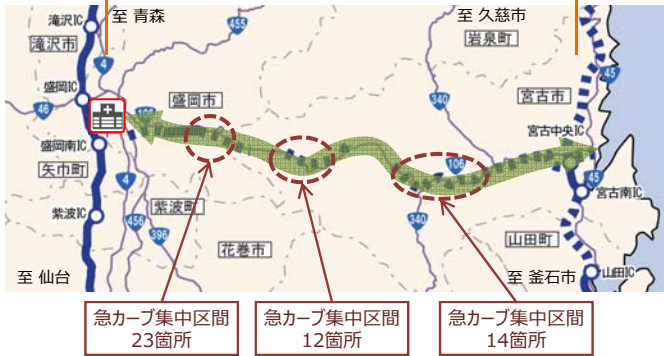 滝沢IC
至 青森
至 久慈市
滝沢市
4
455
岩泉町
45
盛岡IC
盛岡市
340
宮古市
46
106
宮古中央IC
盛岡南IC
106
矢巾町
4
45
紫波IC
紫波町
宮古南IC
456
396
340
山田町
花巻市
至 仙台
至 釜石市
山田IC
急カーブ集中区間
23箇所
急カーブ集中区間
12箇所
急カーブ集中区間
14箇所